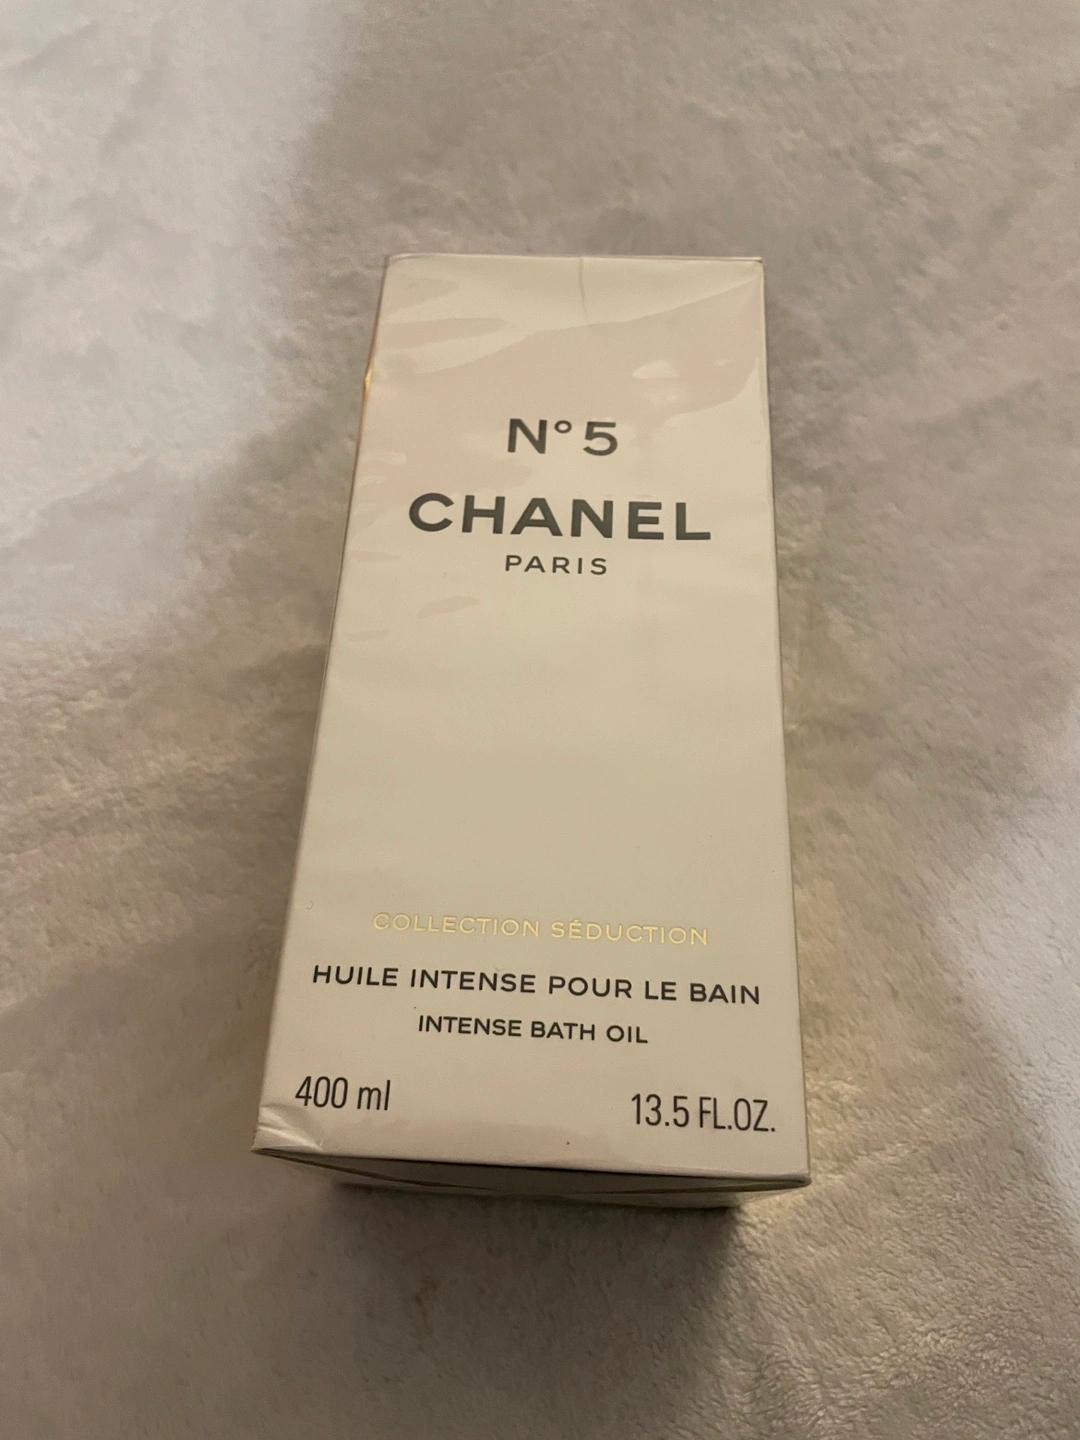 N°5
CHANEL
PARIS
COLLECTION SÉDUCTION
HUILE INTENSE POUR LE BAIN
INTENSE BATH OIL
400 ml 13.5 FL.OZ.